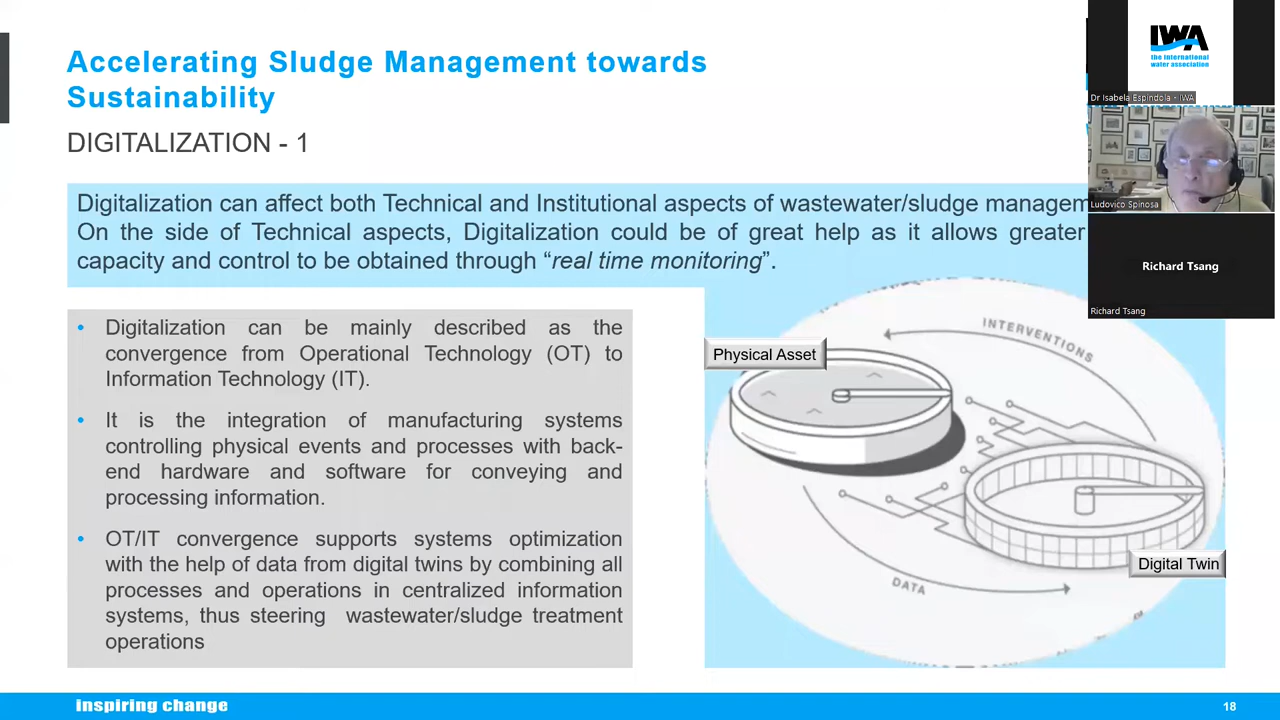 Accelerating Sludge Management towards
Sustainability
DIGITALIZATION - 1
Digitalization can affect both Technical and Institutional aspects of wastewater/sludge managem
On the side of Technical aspects, Digitalization could be of great help as it allows greater
capacity and control to be obtained through “real time monitoring”.
• Digitalization can be mainly described as the
convergence from Operational Technology (OT) to
Information Technology (IT).
• It is the integration of manufacturing systems
controlling physical events and processes with back-
end hardware and software for conveying and
processing information.
• OT/IT convergence supports systems optimization
with the help of data from digital twins by combining all
processes and operations in centralized information
systems, thus steering wastewater/sludge treatment
operations
Physical Asset
INTERVENTIONS
DATA
Digital Twin
IWA
the international
water association
Dr Isabela Espindola - IWA
Ludovico Spinosa
Richard Tsang
Richard Tsang
inspiring change
18